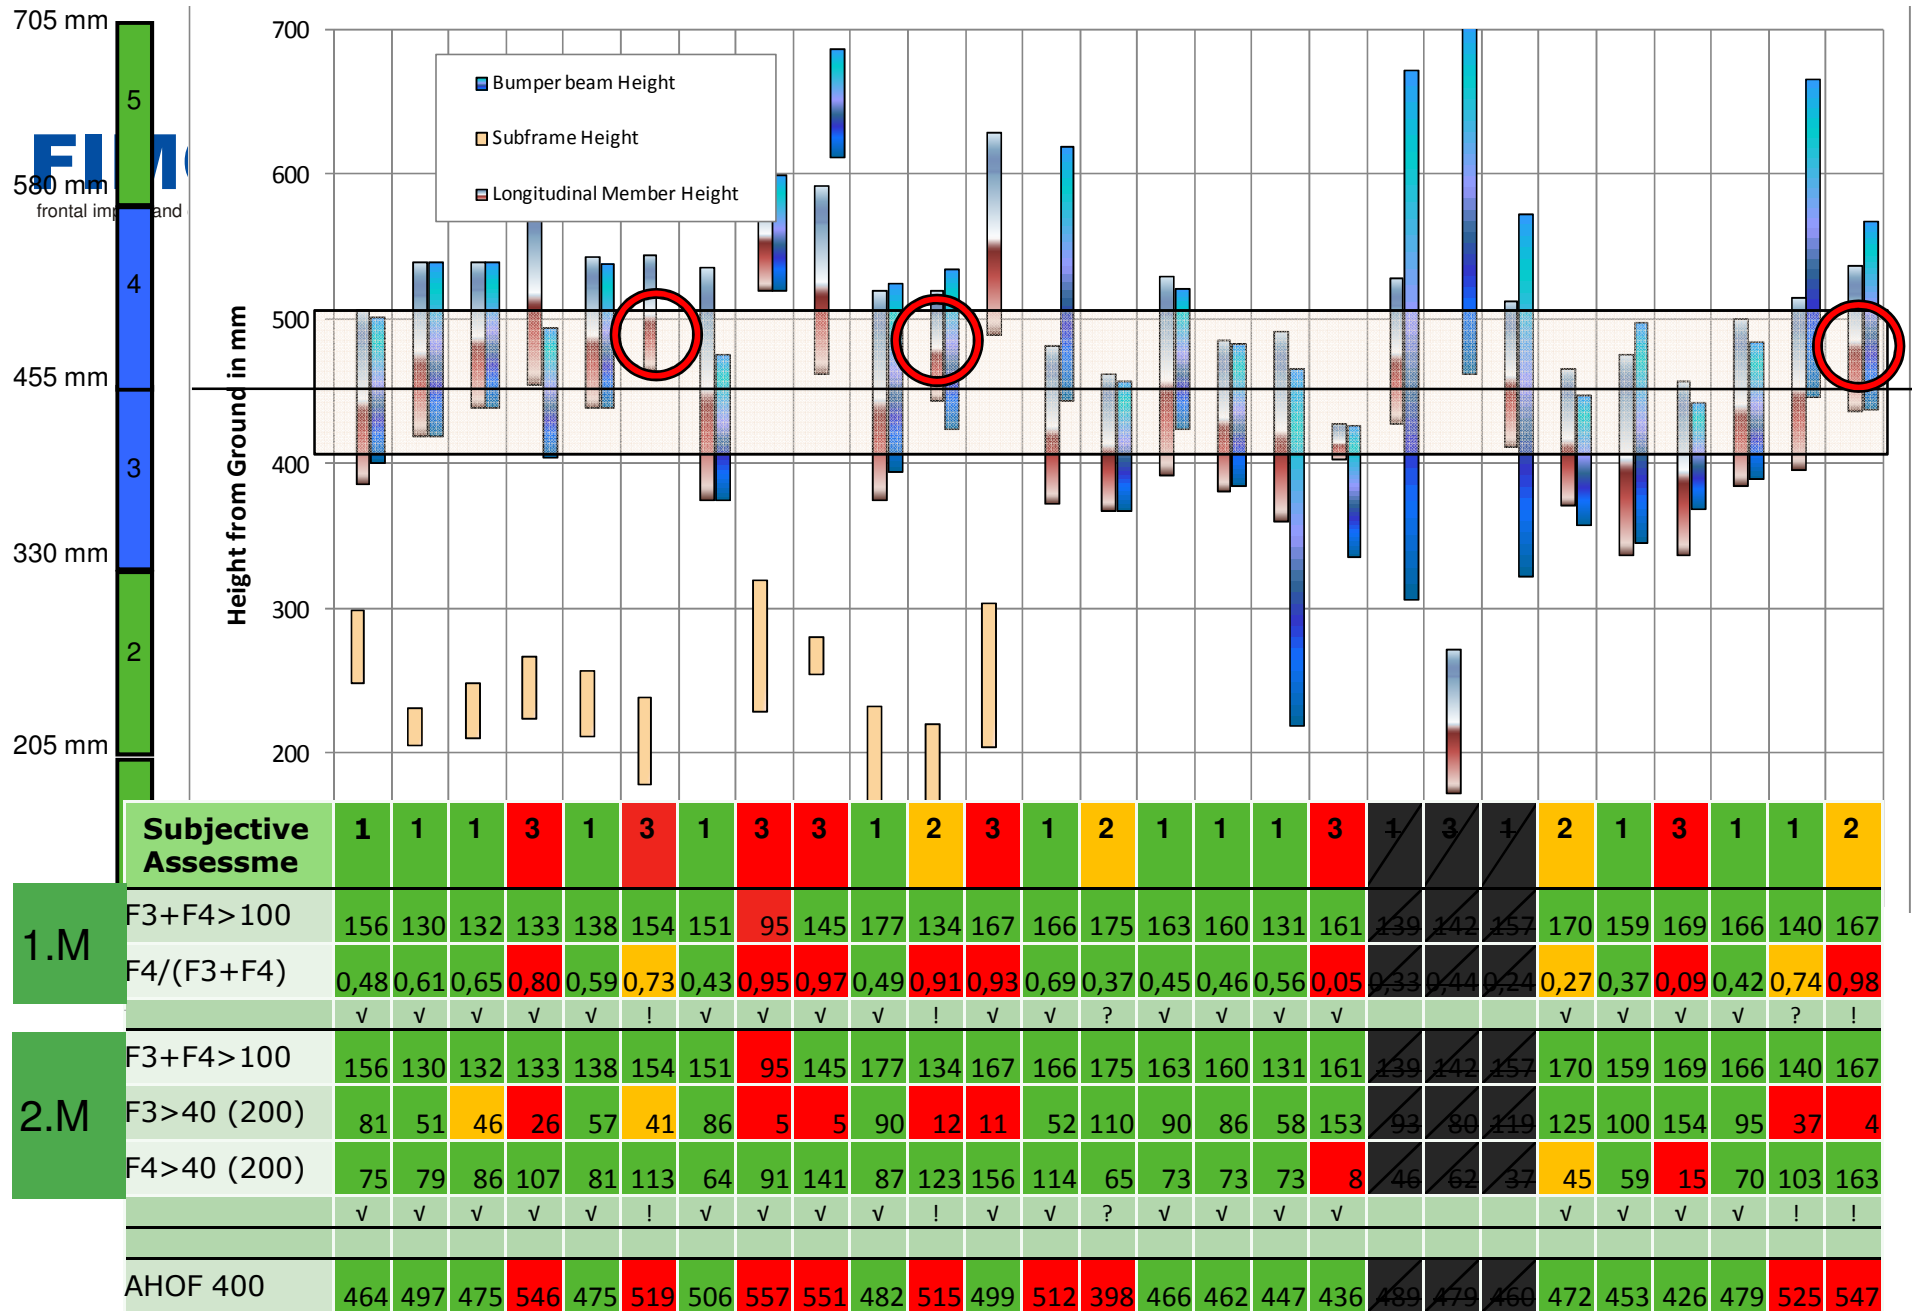 705 mm
5
FIM
580 mm
frontal imp and
4
455 mm
3
330 mm
2
205 mm
Height from Ground in mm
700
600
500
400
300
200
Bumper beam Height
Subframe Height
Longitudinal Member Height
Subjective Assessme 1 1 1 3 1 3 1 3 3 1 2 3 1 2 1 1 1 3 1 3 1 2 1 3 1 1 2
1.M
F3+F4>100 156 130 132 133 138 154 151 95 145 177 134 167 166 175 163 160 131 161 139 142 157 170 159 169 166 140 167
F4/(F3+F4) 0,48 0,61 0,65 0,80 0,59 0,73 0,43 0,95 0,97 0,49 0,91 0,93 0,69 0,37 0,45 0,46 0,56 0,05 0,33 0,44 0,24 0,27 0,37 0,09 0,42 0,74 0,98
√ √ √ √ √ ! √ √ √ √ ! √ √ ? √ √ √ √ √ √ √ √ ? !
2.M
F3+F4>100 156 130 132 133 138 154 151 95 145 177 134 167 166 175 163 160 131 161 139 142 157 170 159 169 166 140 167
F3>40 (200) 81 51 46 26 57 41 86 5 5 90 12 11 52 110 90 86 58 153 93 80 119 125 100 154 95 37 4
F4>40 (200) 75 79 86 107 81 113 64 91 141 87 123 156 114 65 73 73 73 8 46 62 37 45 59 15 70 103 163
√ √ √ √ √ ! √ √ √ √ ! √ √ ? √ √ √ √ √ √ √ √ ! !
AHOF 400 464 497 475 546 475 519 506 557 551 482 515 499 512 398 466 462 447 436 489 479 460 472 453 426 479 525 547